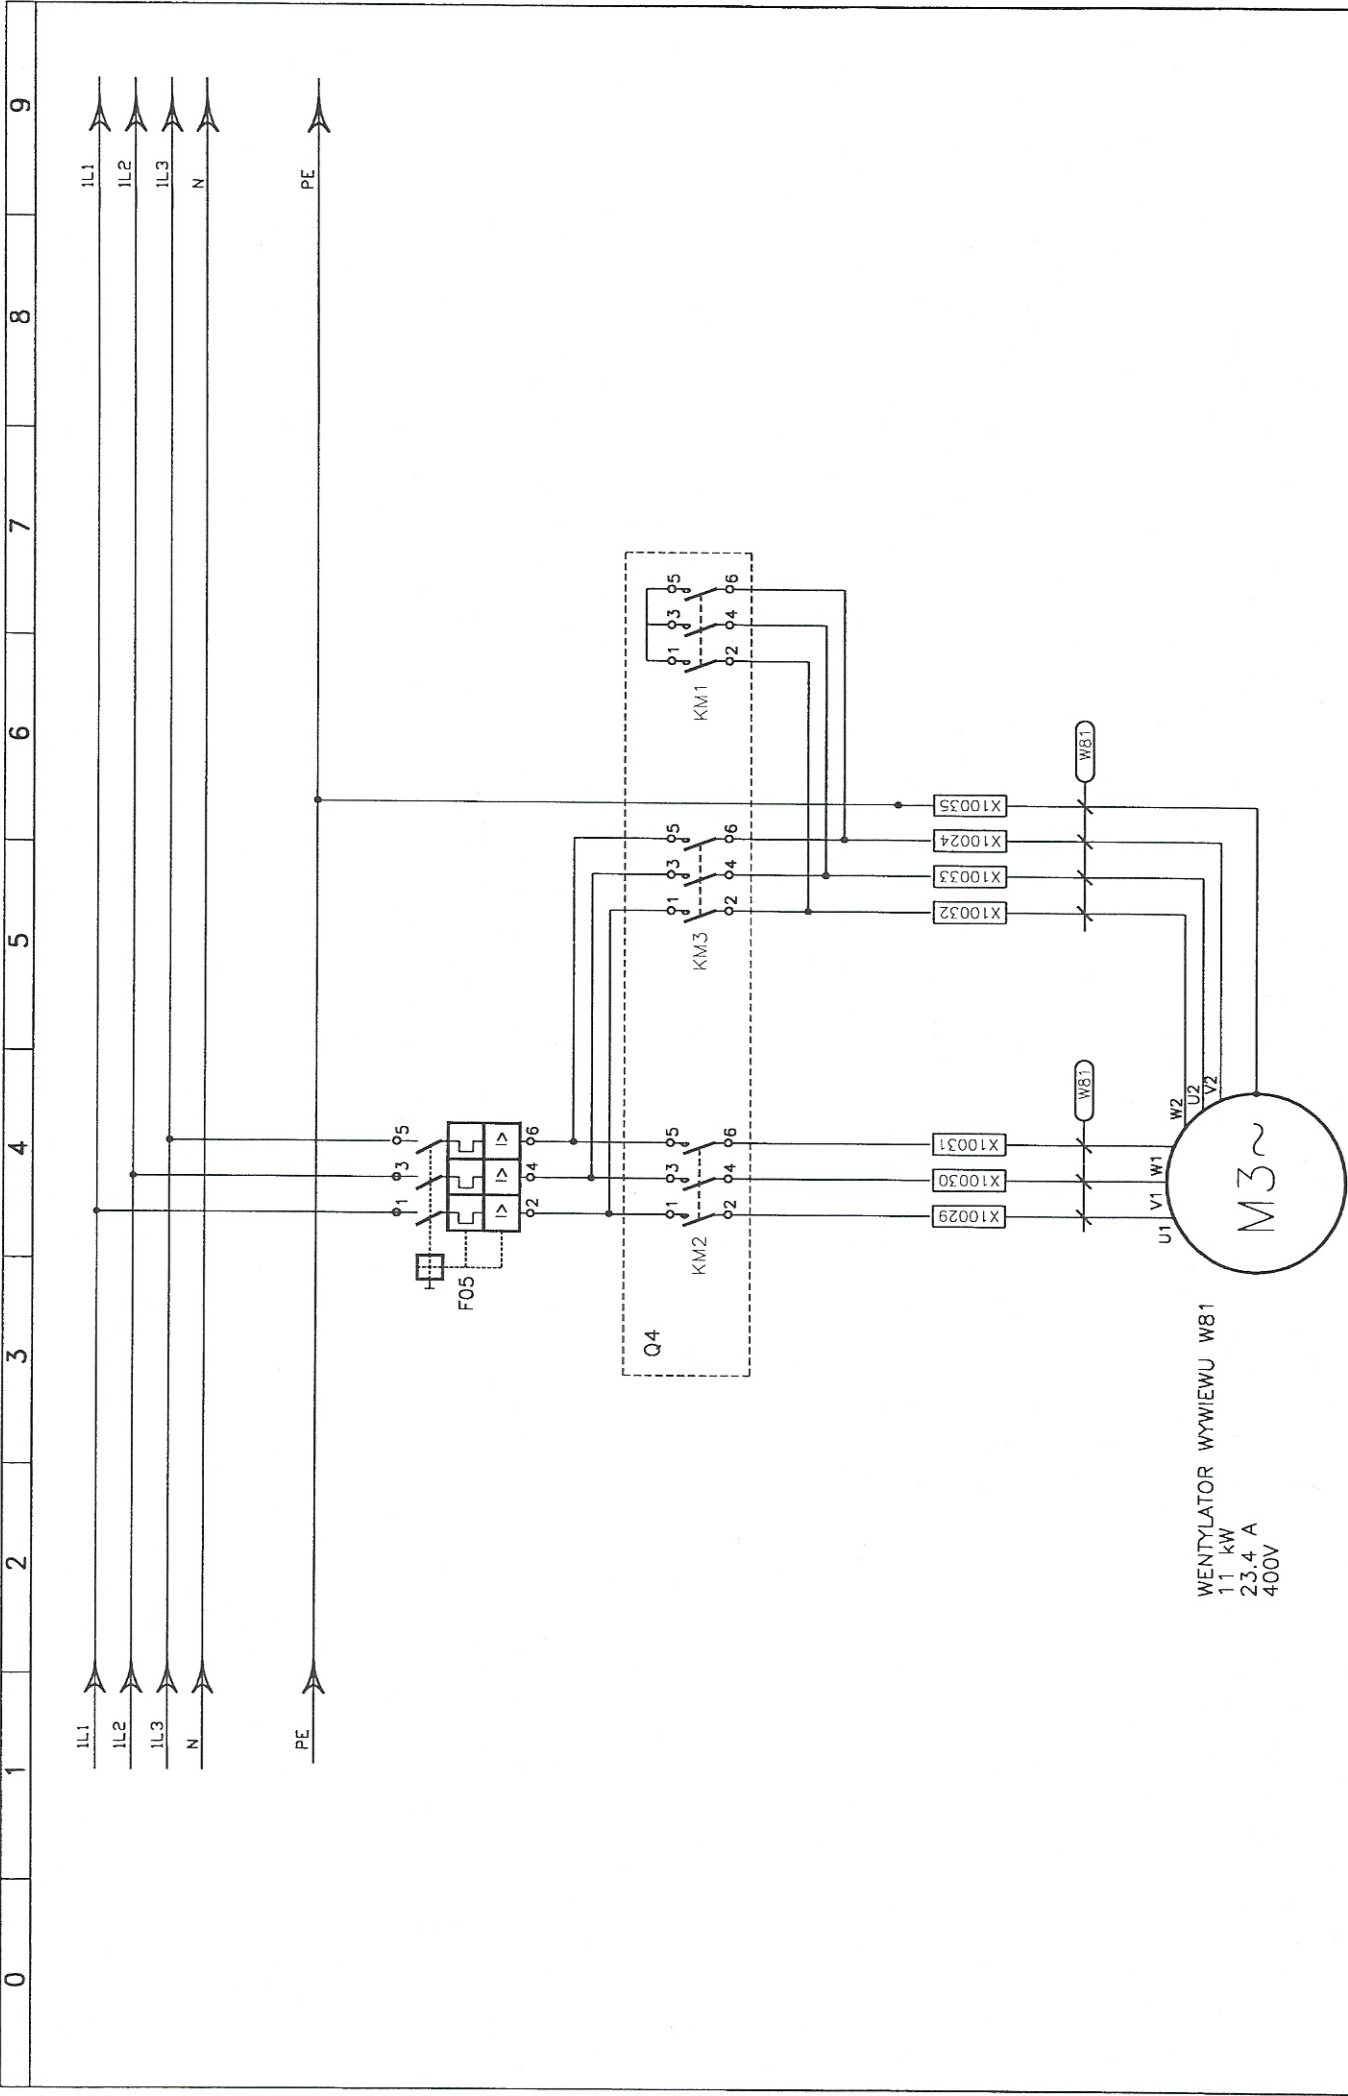 0 1 2 3 4 5 6 7 8 9
1L1 1L1
1L2 1L2
1L3 1L3
N N
PE PE
1 3 5
F05
2 4 6
Q4
1 3 5 1 3 5 1 3 5
KM2 KM3 KM1
2 4 6 2 4 6 2 4 6
X10029 X10030 X10031 X10032 X10033 X10024 X10035
W81 W81
U1 V1 W1 W2 U2 V2
M3~
WENTYLATOR WYWIEWU W81
11 kW
23.4 A
400V